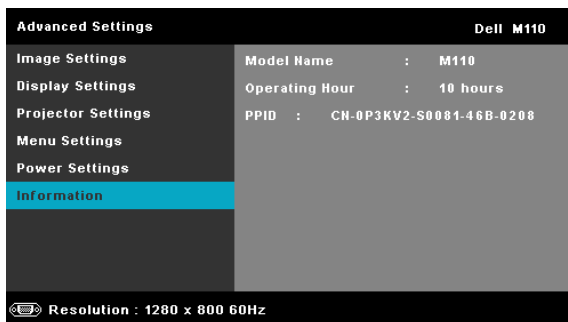 Advanced Settings Dell M110
Image Settings
Display Settings
Projector Settings
Menu Settings
Power Settings
Information
Model Name : M110
Operating Hour : 10 hours
PPID : CN-0P3KV2-S0081-46B-0208
Resolution : 1280 x 800 60Hz